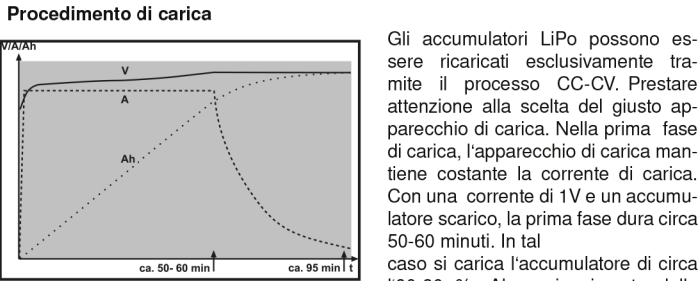 Procedimento di carica
V/A/Ah
V
A
Ah
ca. 50- 60 min
ca. 95 min
t
Gli accumulatori LiPo possono es-
sere ricaricati esclusivamente tra-
mite il processo CC-CV. Prestare
attenzione alla scelta del giusto ap-
parecchio di carica. Nella prima fase
di carica, l'apparecchio di carica man-
tiene costante la corrente di carica.
Con una corrente di 1V e un accumu-
latore scarico, la prima fase dura circa
50-60 minuti. In tal
caso si carica l'accumulatore di circa